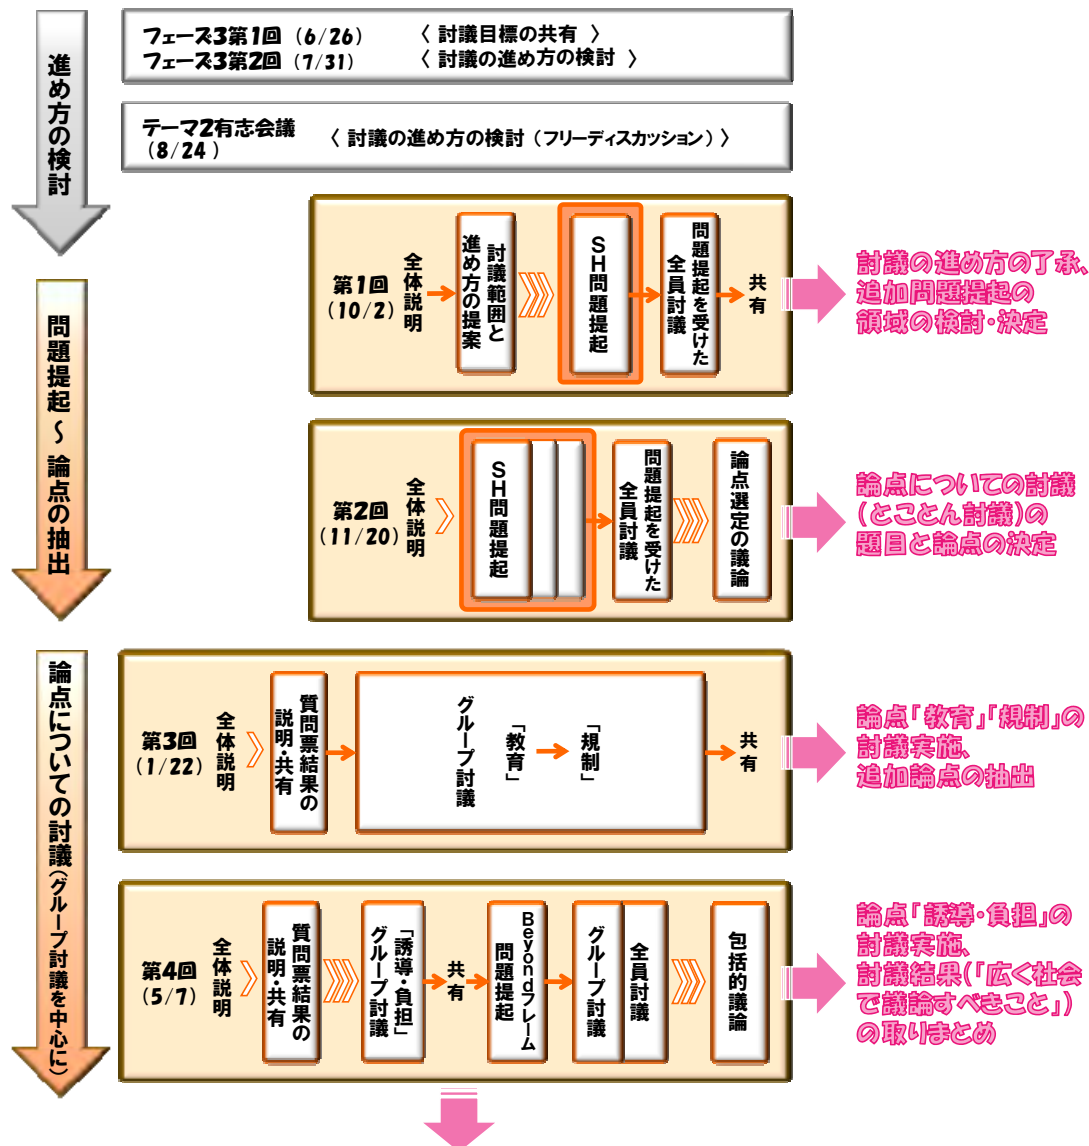 進め方の検討
フェーズ3第1回(6/26) 〈 討議目標の共有 〉
フェーズ3第2回(7/31) 〈 討議の進め方の検討 〉
テーマ2有志会議
(8/24 )
〈 討議の進め方の検討(フリーディスカッション) 〉
問題提起~論点の抽出
第1回
(10/2)
全体説明
討議範囲と
進め方の提案
SH問題提起
問題提起を受けた
全員討議
共有
討議の進め方の了承、
追加問題提起の
領域の検討・決定
第2回
(11/20)
全体説明
SH問題提起
問題提起を受けた
全員討議
論点選定の議論
論点についての討議
(とことん討議)の
題目と論点の決定
論点についての討議(グループ討議を中心に)
第3回
(1/22)
全体説明
質問票結果の
説明・共有
グループ討議
「教育」
「規制」
共有
論点「教育」「規制」の
討議実施、
追加論点の抽出
第4回
(5/7)
全体説明
質問票結果の
説明・共有
「誘導・負担」
グループ討議
共有
Beyondフレーム
問題提起
グループ討議
全員討議
包括的議論
論点「誘導・負担」の
討議実施、
討議結果(「広く社会
で議論すべきこと」)
の取りまとめ